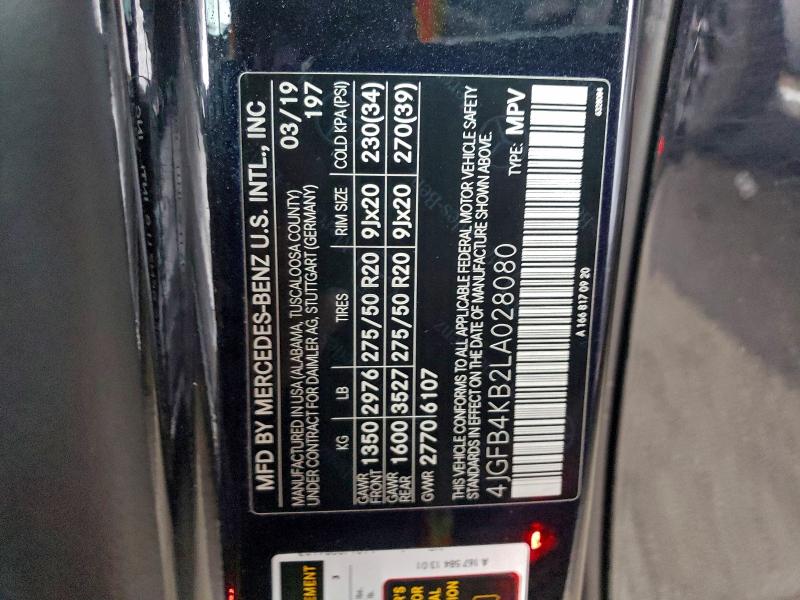 MFD BY MERCEDES-BENZ U.S. INTL., INC
MANUFACTURED IN USA (ALABAMA, TUSCALOOSA COUNTY) 03/19
UNDER CONTRACT FOR DAIMLER AG, STUTTGART (GERMANY) 197
KG LB TIRES RIM SIZE COLD KPA (PSI)
GAWR FRONT 1350 2976 275/50 R20 9Jx20 230(34)
GAWR REAR 1600 3527 275/50 R20 9Jx20 270(39)
GWR 2770 6107
THIS VEHICLE CONFORMS TO ALL APPLICABLE FEDERAL MOTOR VEHICLE SAFETY
STANDARDS IN EFFECT ON THE DATE OF MANUFACTURE SHOWN ABOVE.
4JGFB4KB2LA028080 TYPE: MPV
A 166 817 09 20
A 167 584 13 01